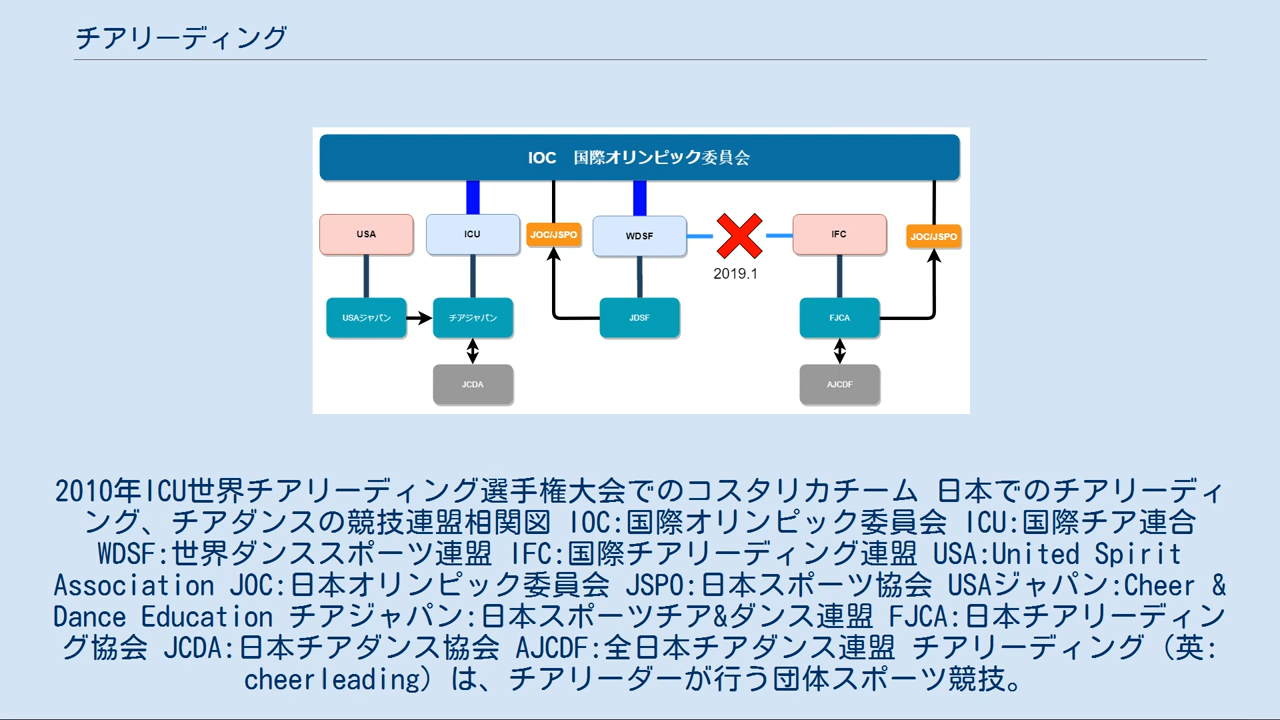 チアリーディング
IOC 国際オリンピック委員会
USA
ICU
JOC/JSPO
WDSF
IFC
JOC/JSPO
2019.1
USAジャパン
チアジャパン
JDSF
FJCA
JCDA
AJCDF
2010年ICU世界チアリーディング選手権大会でのコスタリカチーム 日本でのチアリーディ
ング、チアダンスの競技連盟相関図 IOC:国際オリンピック委員会 ICU:国際チア連合
WDSF:世界ダンススポーツ連盟 IFC:国際チアリーディング連盟 USA:United Spirit
Association JOC:日本オリンピック委員会 JSPO:日本スポーツ協会 USAジャパン:Cheer &
Dance Education チアジャパン:日本スポーツチア&ダンス連盟 FJCA:日本チアリーディン
グ協会 JCDA:日本チアダンス協会 AJCDF:全日本チアダンス連盟 チアリーディング（英:
cheerleading）は、チアリーダーが行う団体スポーツ競技。